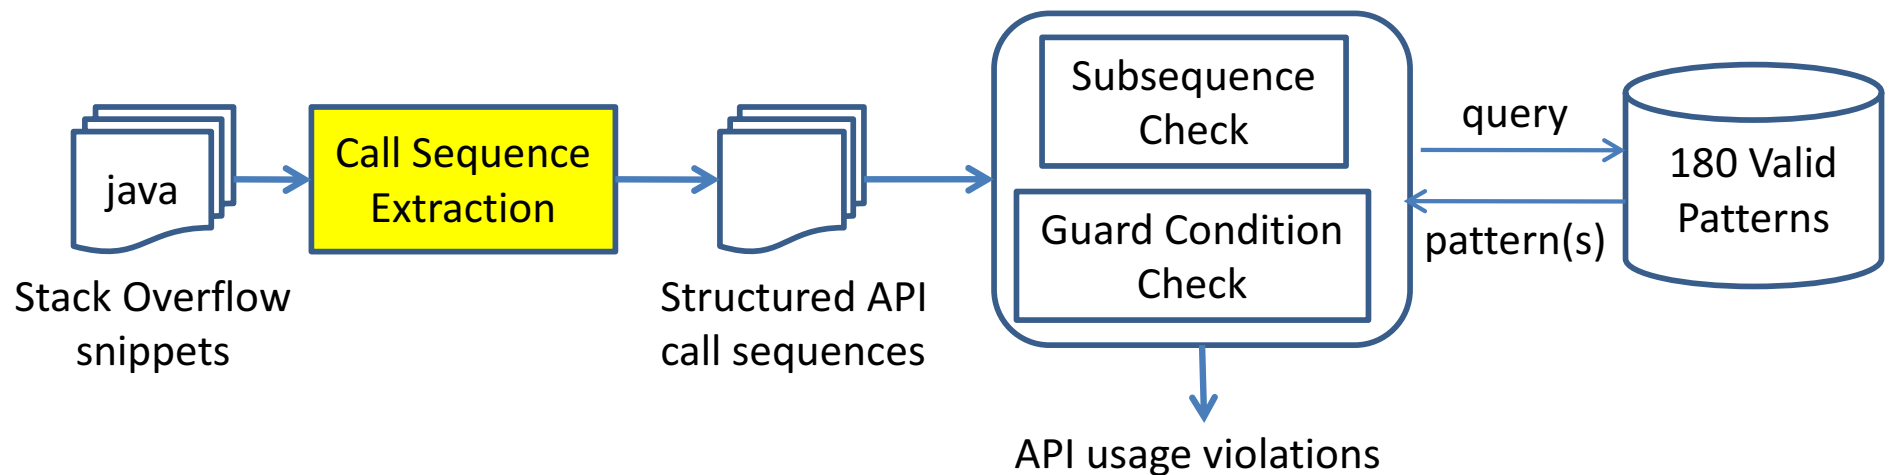 java
Stack Overflow
snippets
Call Sequence
Extraction
Structured API
call sequences
Subsequence
Check
Guard Condition
Check
query
pattern(s)
180 Valid
Patterns
API usage violations